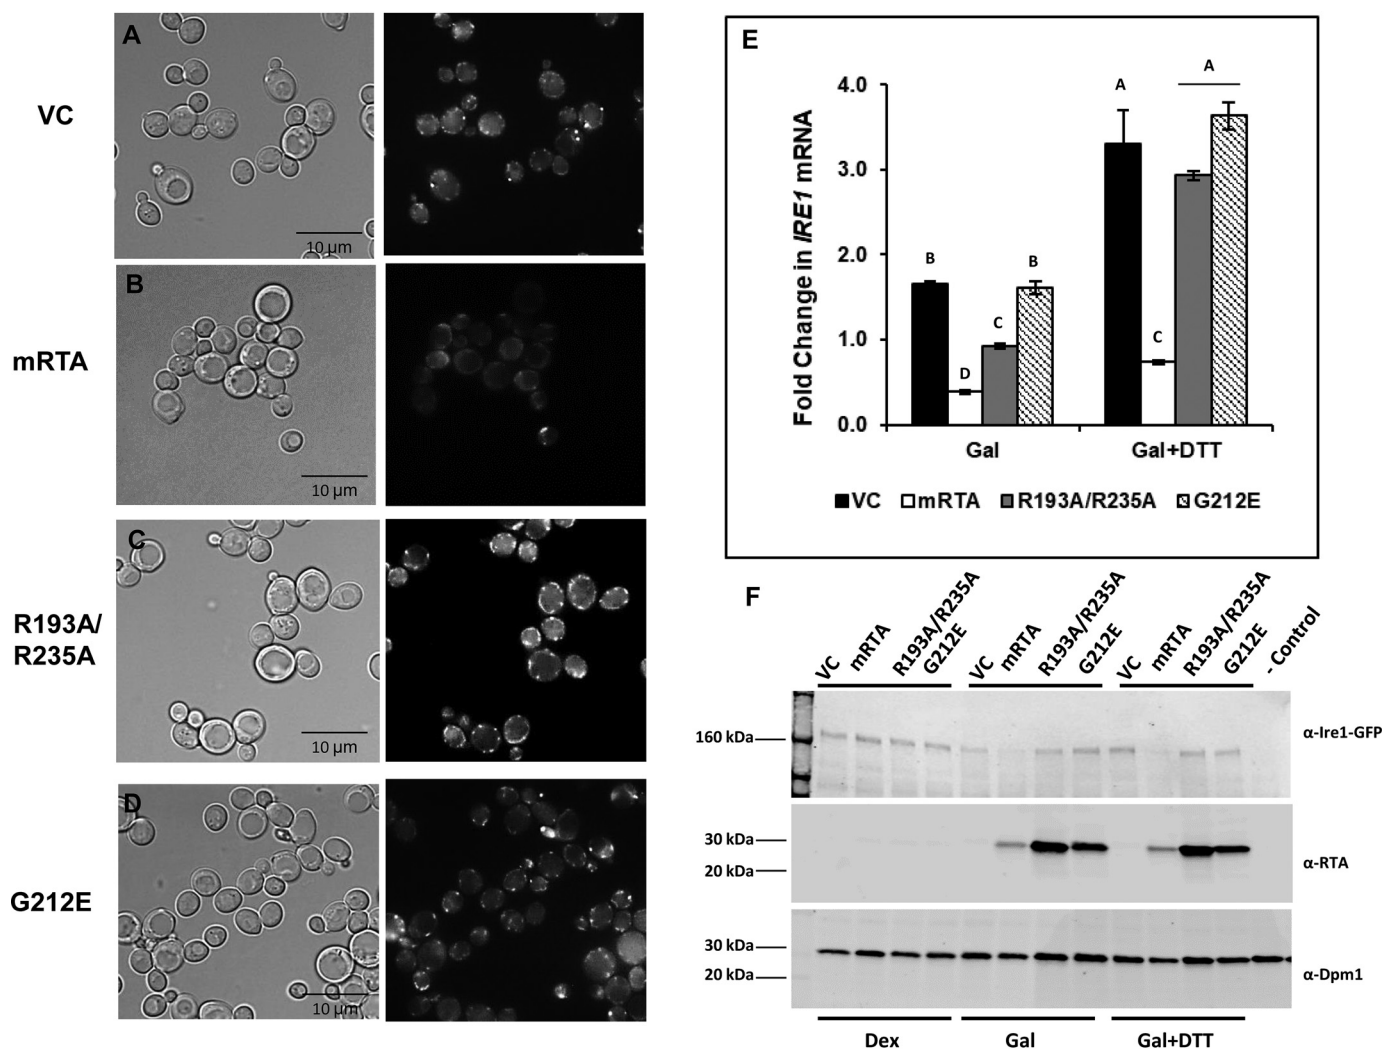 A
VC
10 µm
B
mRTA
10 µm
C
R193A/
R235A
10 µm
D
G212E
10 µm
E
Fold Change in IRE1 mRNA
4.0
3.0
2.0
1.0
0.0
B
D
C
B
A
C
A
Gal
Gal+DTT
VC
mRTA
R193A/R235A
G212E
F
VC
mRTA
R193A/R235A
G212E
VC
mRTA
R193A/R235A
G212E
VC
mRTA
R193A/R235A
G212E
- Control
160 kDa
α-Ire1-GFP
30 kDa
20 kDa
α-RTA
30 kDa
20 kDa
α-Dpm1
Dex
Gal
Gal+DTT